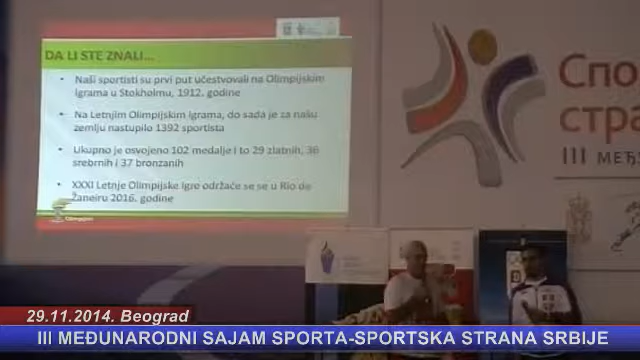 DA LI STE ZNALI...
• Naši sportisti su prvi put učestvovali na Olimpijskim
igrama u Stokholmu, 1912. godine
• Na Letnjim Olimpijskim igrama, do sada je za našu
zemlju nastupilo 1392 sportista
• Ukupno je osvojeno 102 medalje i to 29 zlatnih, 36
srebrnih i 37 bronzanih
• XXXI Letnje Olimpijske Igre održaće se se u Rio de
Žaneiru 2016. godine
Спо
стра
III МЕЂУ
29.11.2014. Beograd
III MEĐUNARODNI SAJAM SPORTA-SPORTSKA STRANA SRBIJE